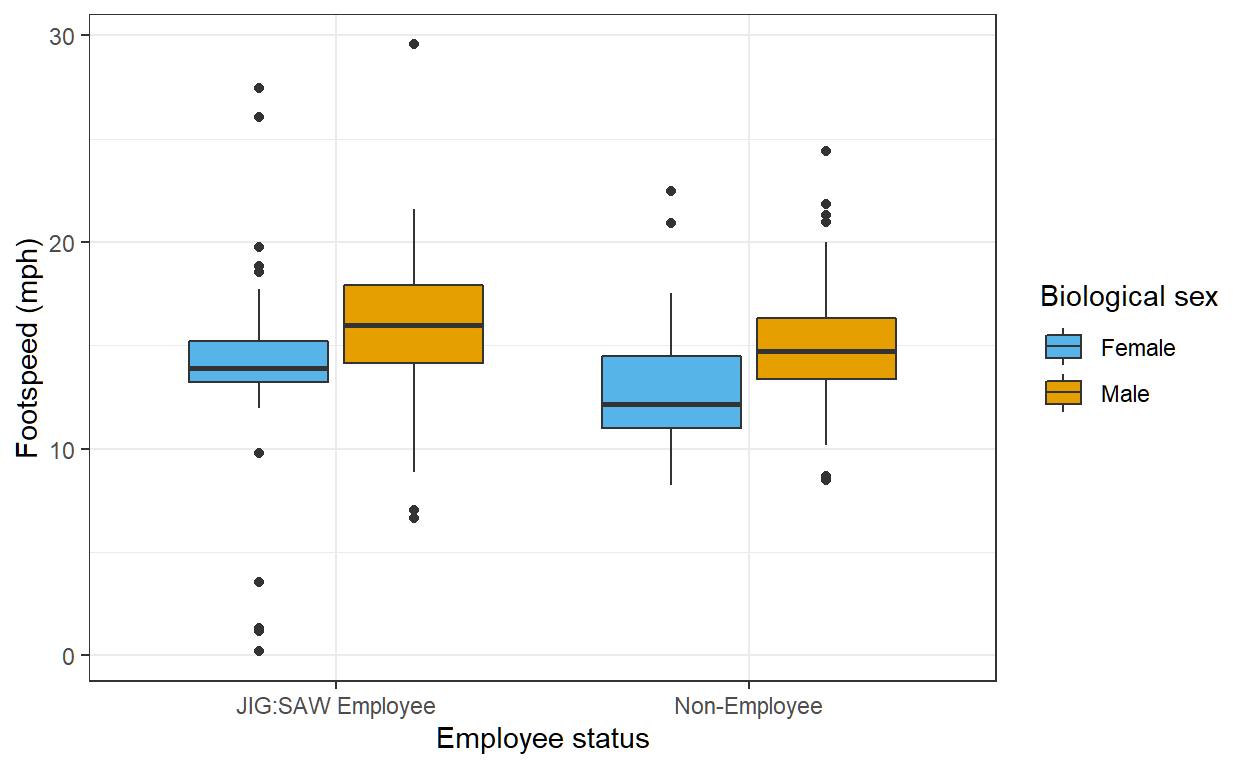 30
20
10
0
Footspeed (mph)
JIG:SAW Employee
Non-Employee
Employee status
Biological sex
Female
Male